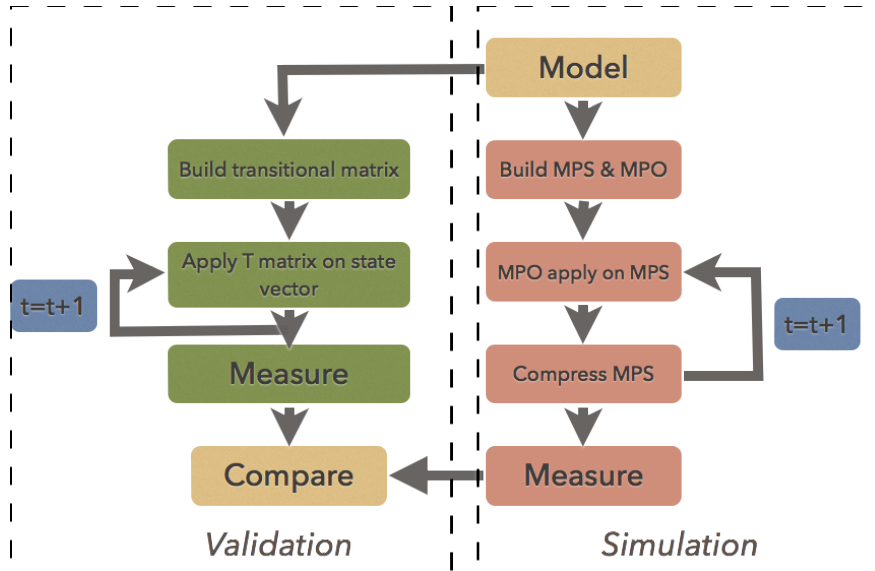 Model
Build transitional matrix
Build MPS & MPO
Apply T matrix on state
vector
MPO apply on MPS
t=t+1
t=t+1
Measure
Compress MPS
Compare
Measure
Validation
Simulation